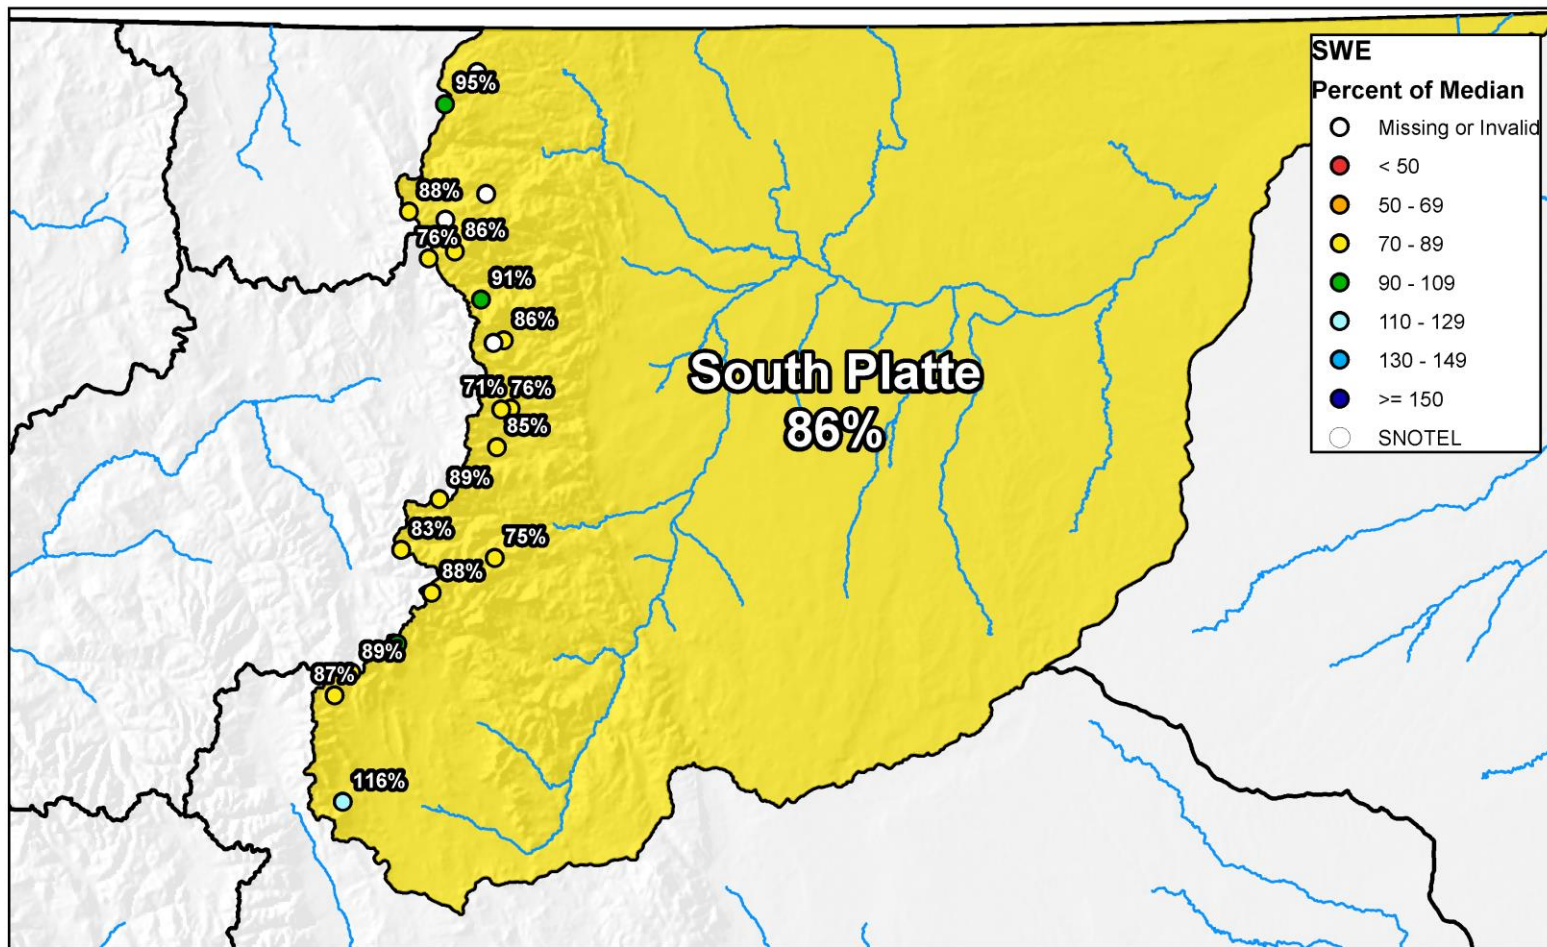 SWE
Percent of Median
Missing or Invalid
< 50
50 - 69
70 - 89
90 - 109
110 - 129
130 - 149
>= 150
SNOTEL
95%
88%
86%
76%
91%
86%
71% 76%
85%
South Platte
86%
89%
83%
75%
88%
89%
87%
116%